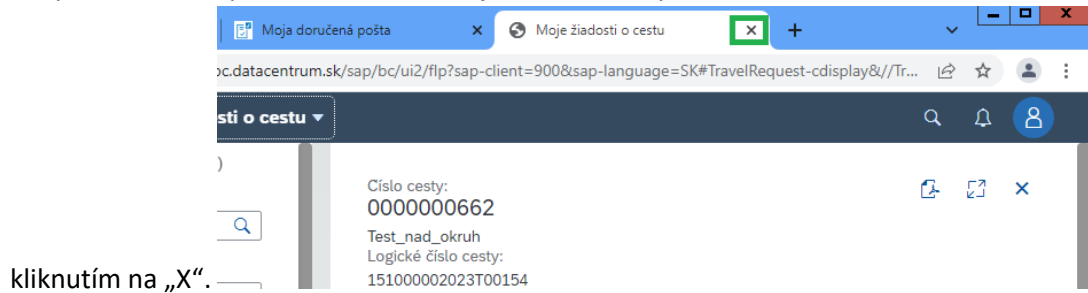 Moja doručená pošta
Moje žiadosti o cestu
oc.datacentrum.sk/sap/bc/ui2/flp?sap-client=900&sap-language=SK#TravelRequest-cdisplay&//Tr...
sti o cestu
)
Číslo cesty:
0000000662
Test_nad_okruh
Logické číslo cesty:
151000002023T00154
kliknutím na „X“.